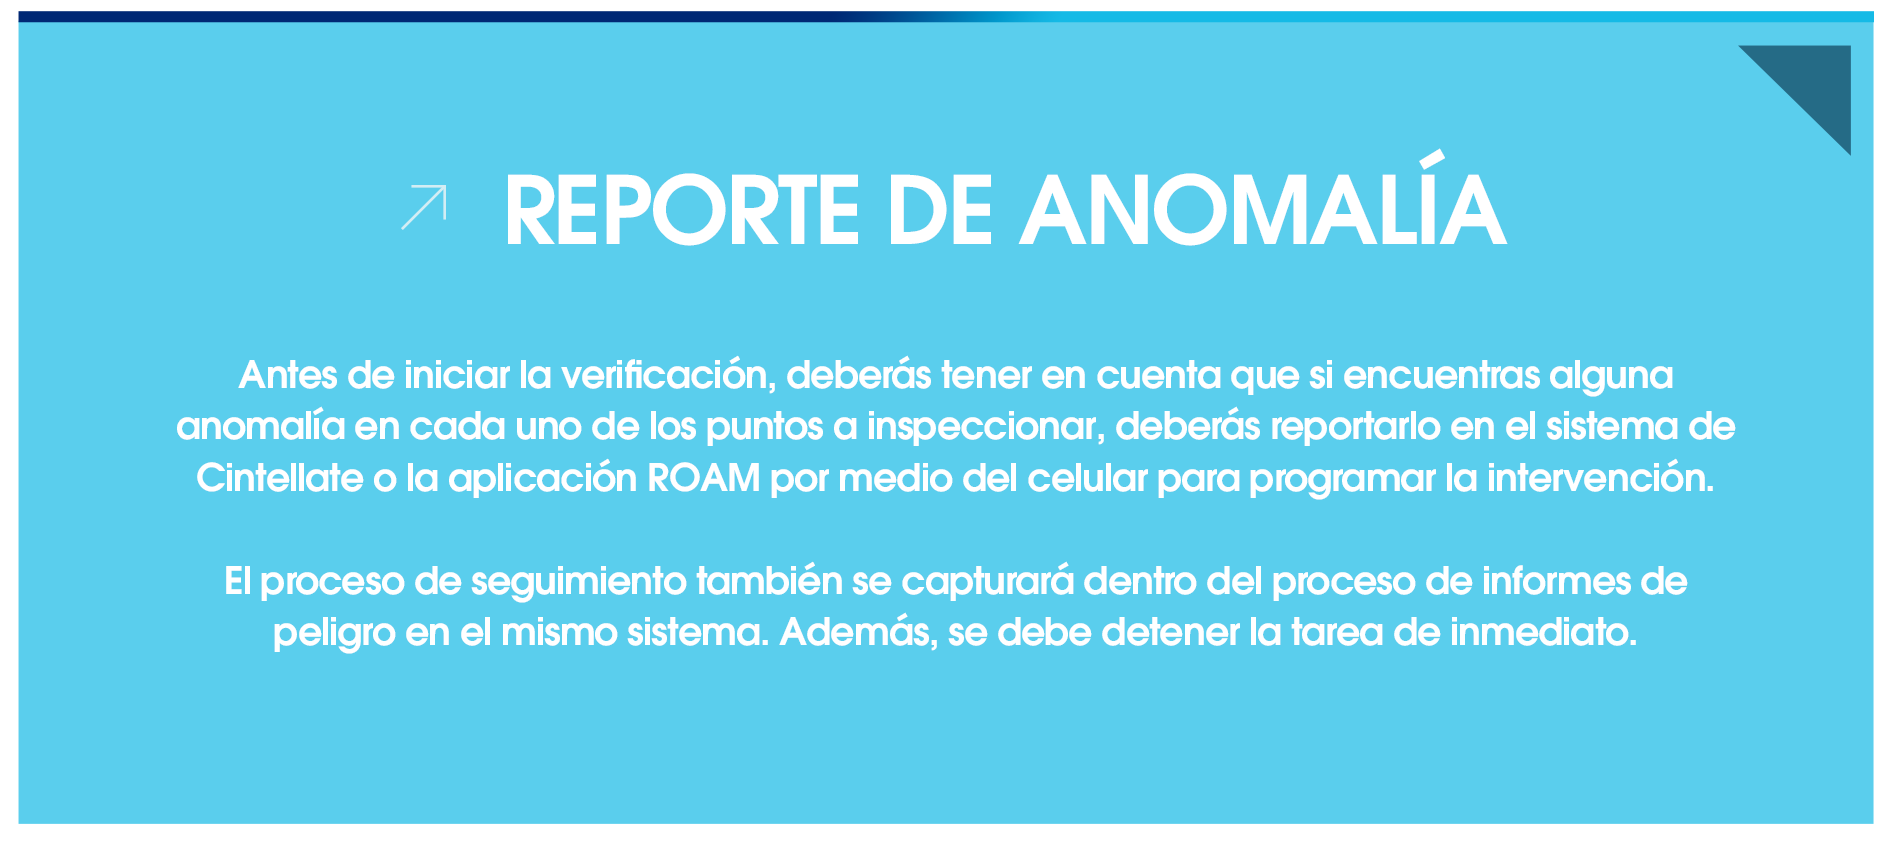 REPORTE DE ANOMALÍA
Antes de iniciar la verificación, deberás tener en cuenta que si encuentras alguna
anomalía en cada uno de los puntos a inspeccionar, deberás reportarlo en el sistema de
Cintellate o la aplicación ROAM por medio del celular para programar la intervención.
El proceso de seguimiento también se capturará dentro del proceso de informes de
peligro en el mismo sistema. Además, se debe detener la tarea de inmediato.